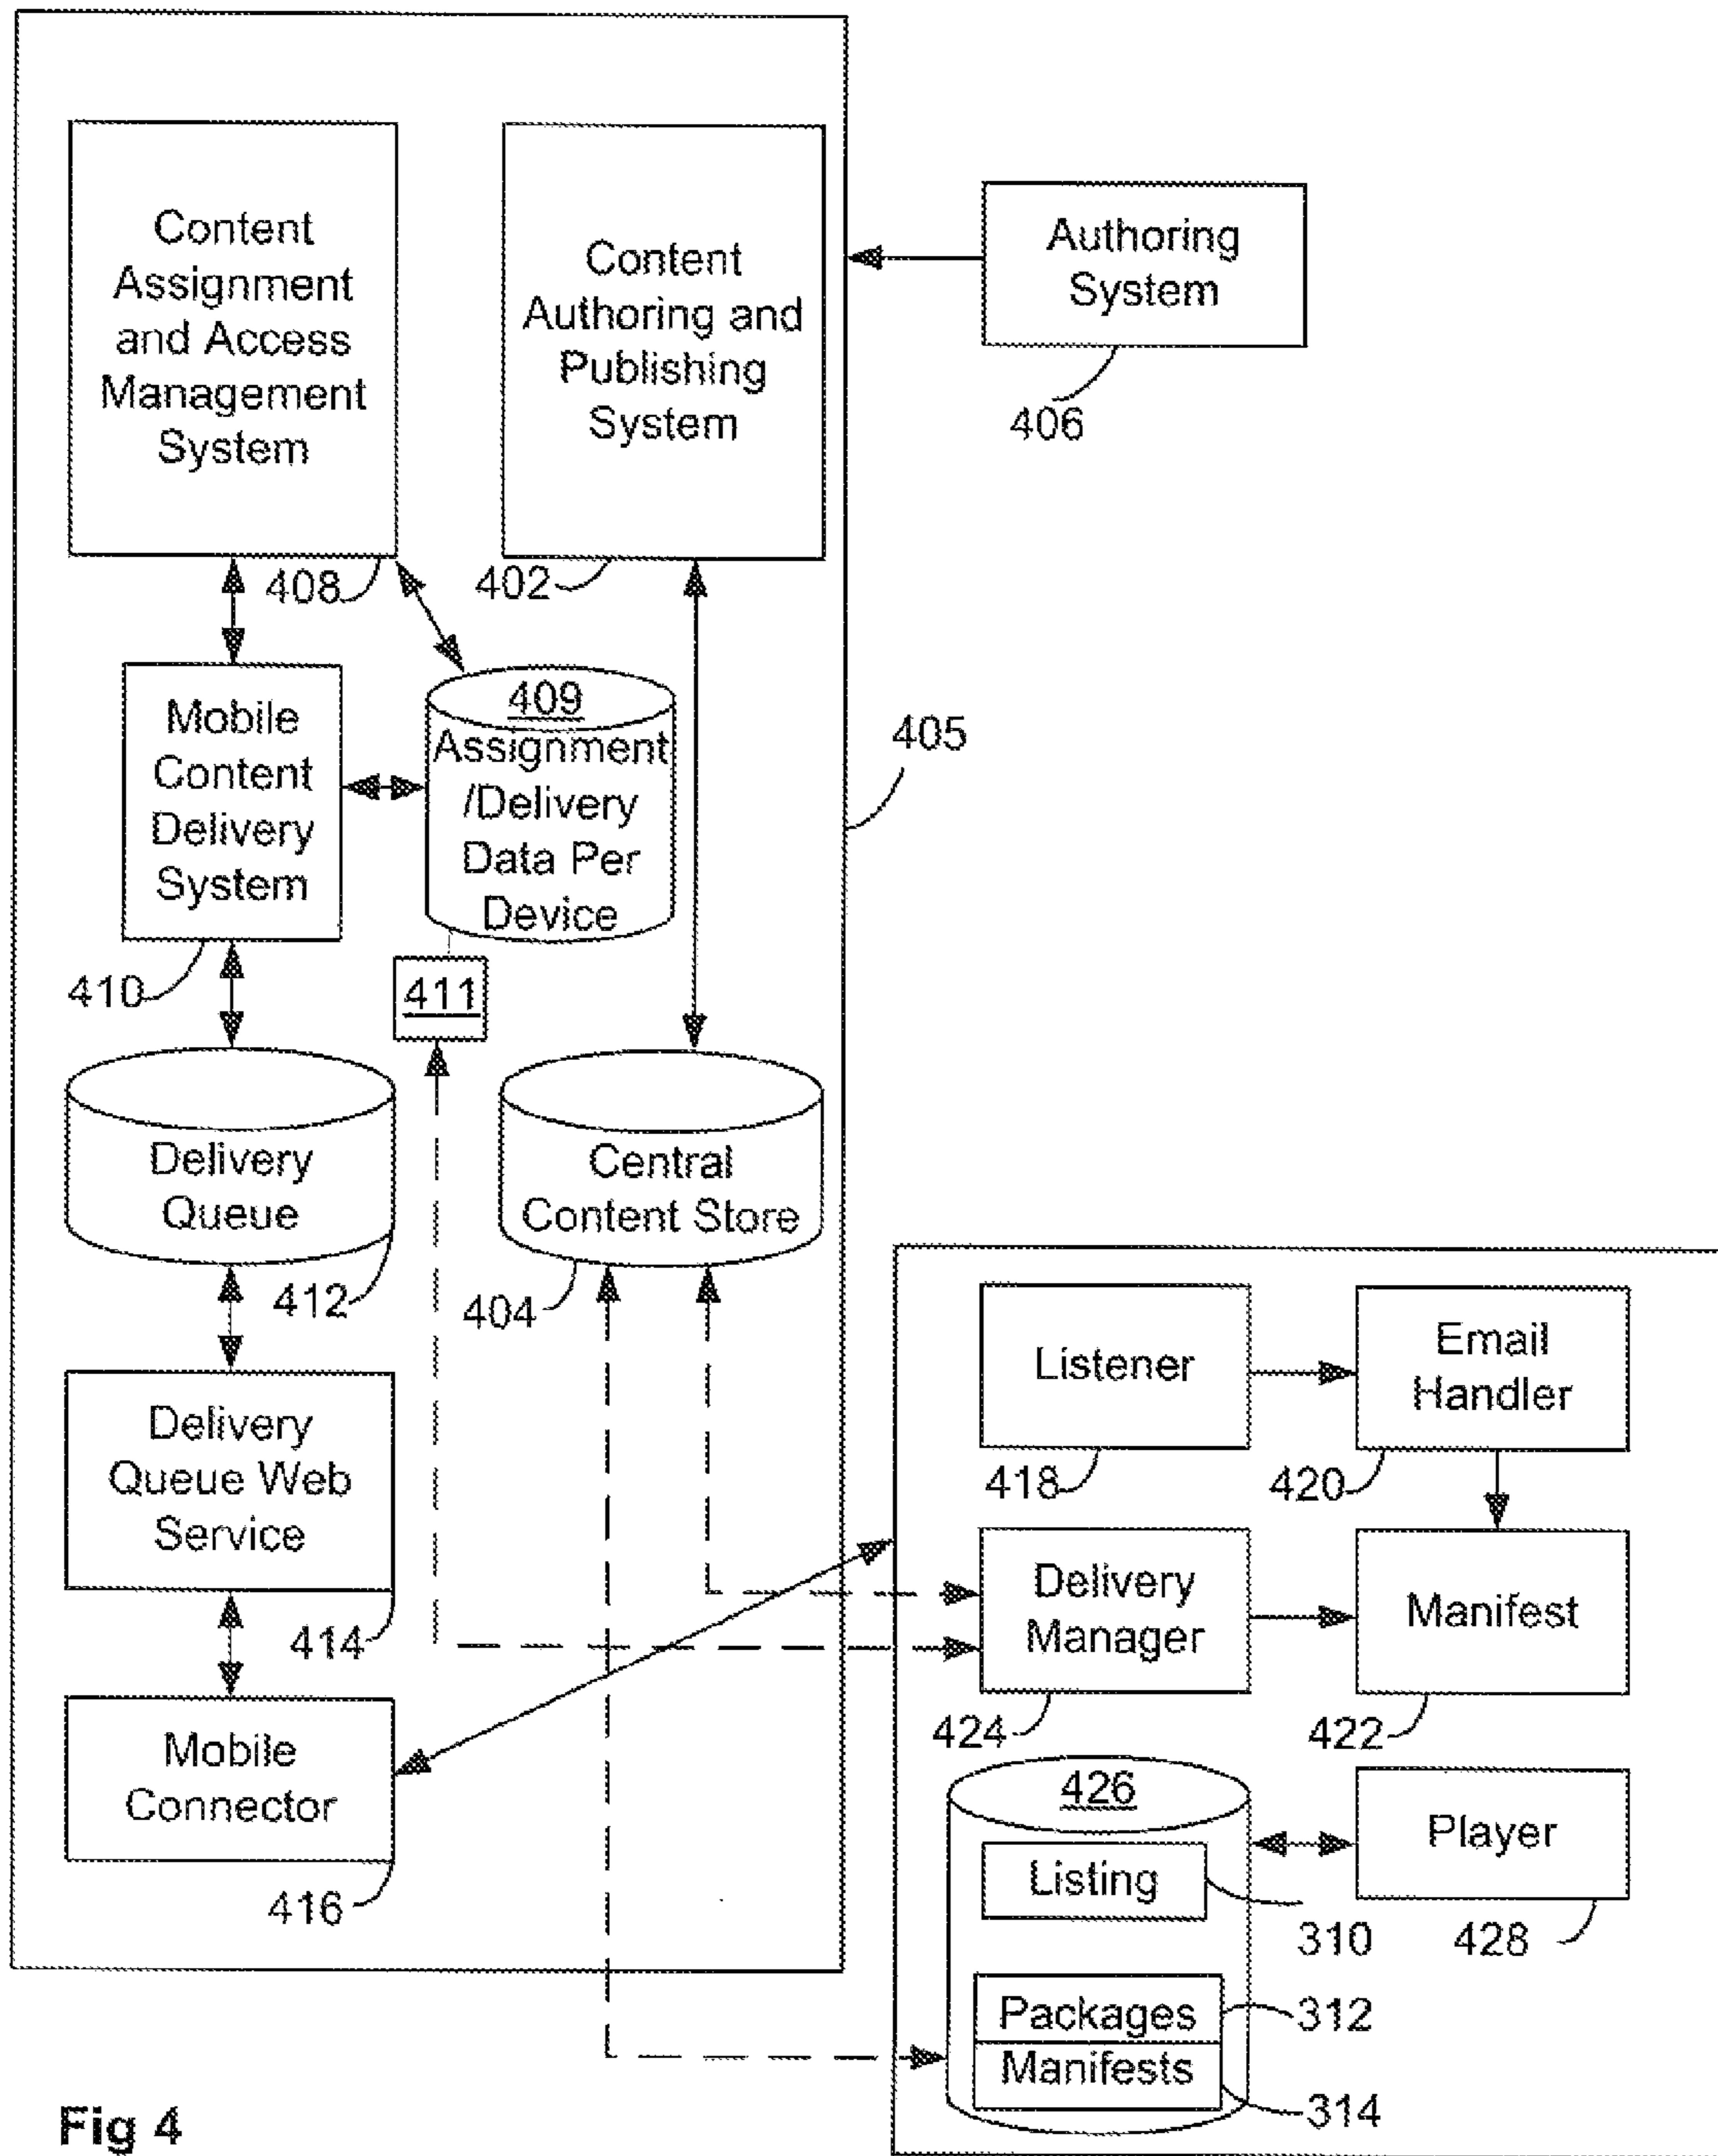 Content
Assignment
and Access
Management
System
408
Content
Authoring and
Publishing
System
402
Authoring
System
406
Mobile
Content
Delivery
System
410
409
Assignment
/Delivery
Data Per
Device
411
405
Delivery
Queue
412
Central
Content Store
404
Delivery
Queue Web
Service
414
Mobile
Connector
416
Listener
418
Email
Handler
420
Delivery
Manager
424
Manifest
422
426
Listing
310
Packages
312
Manifests
314
Player
428
Fig 4